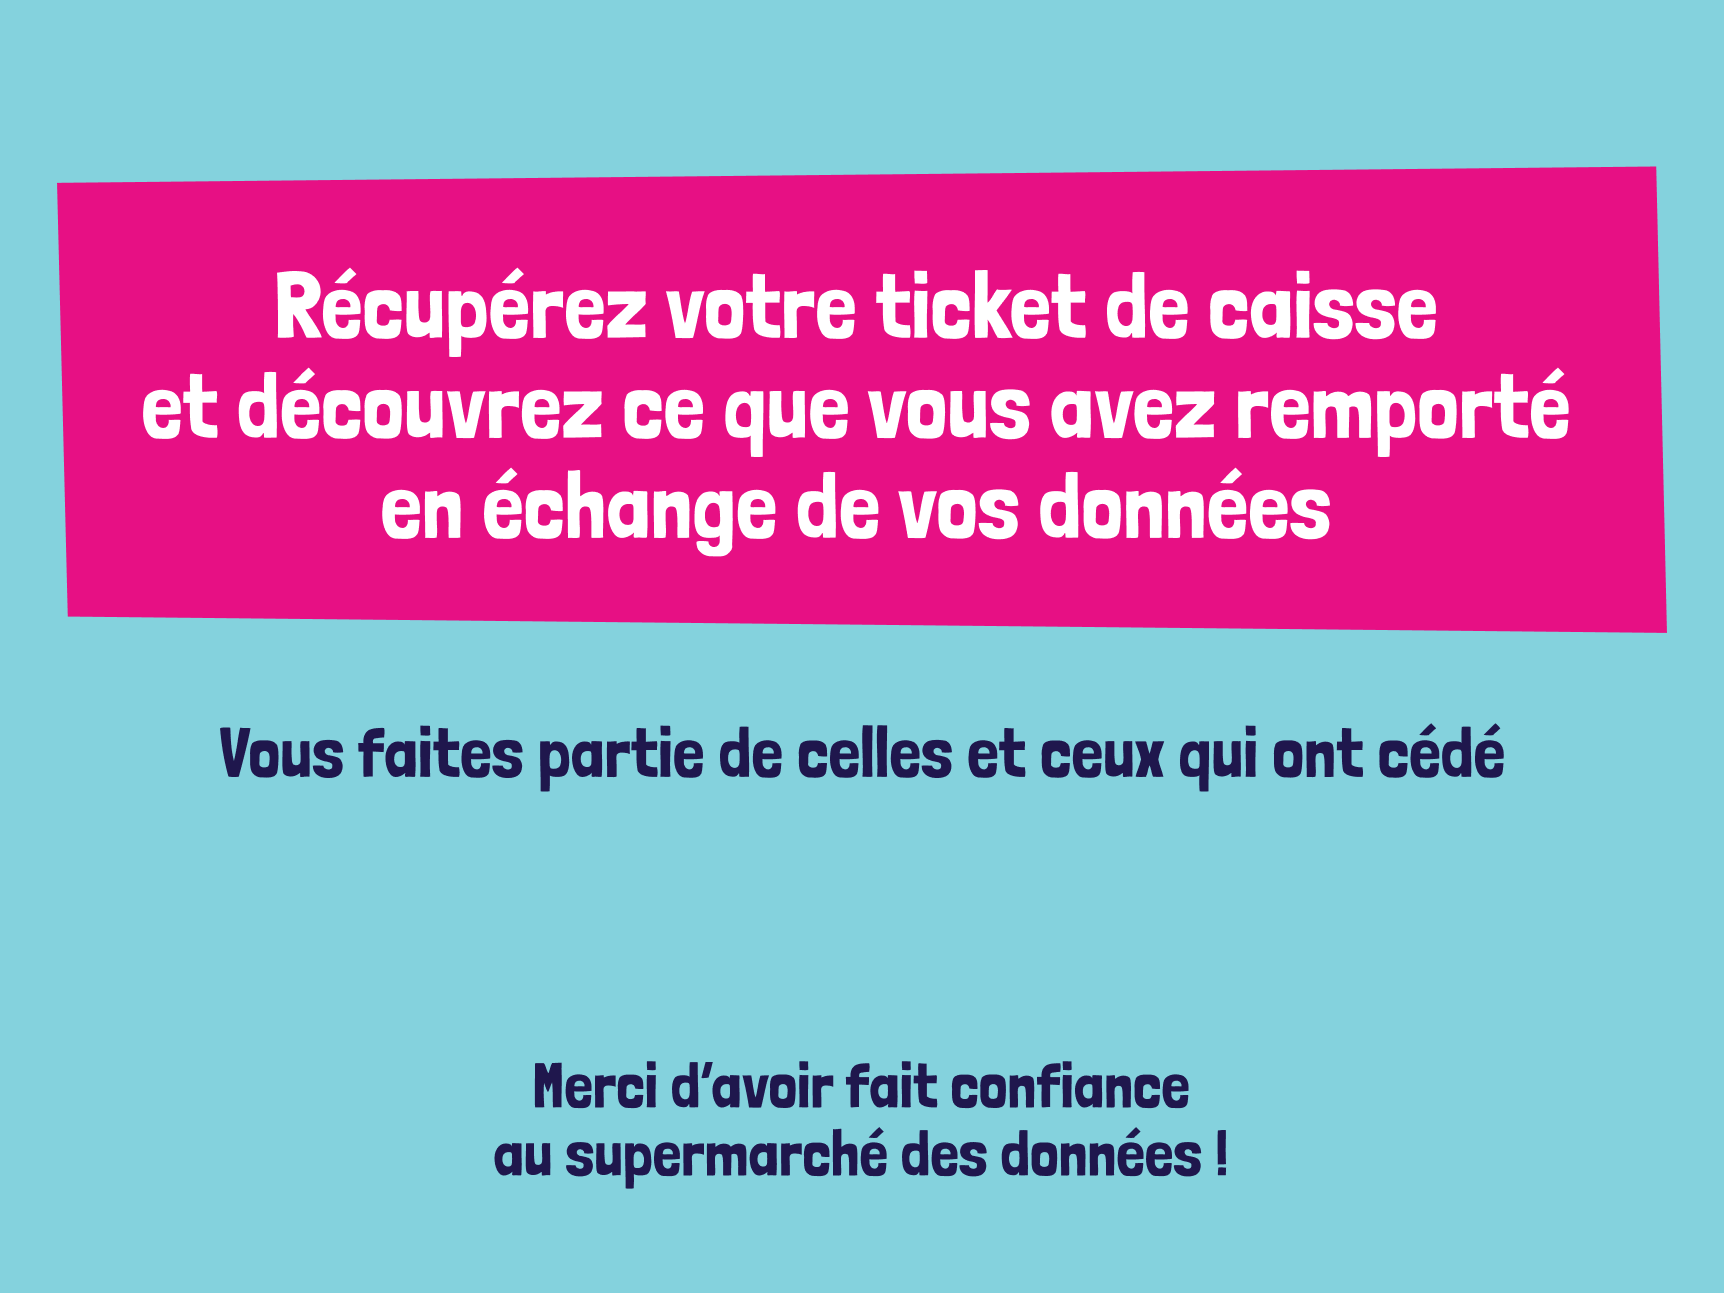 Récupérez votre ticket de caisse
et découvrez ce que vous avez remporté
en échange de vos données
Vous faites partie de celles et ceux qui ont cédé
Merci d’avoir fait confiance
au supermarché des données !